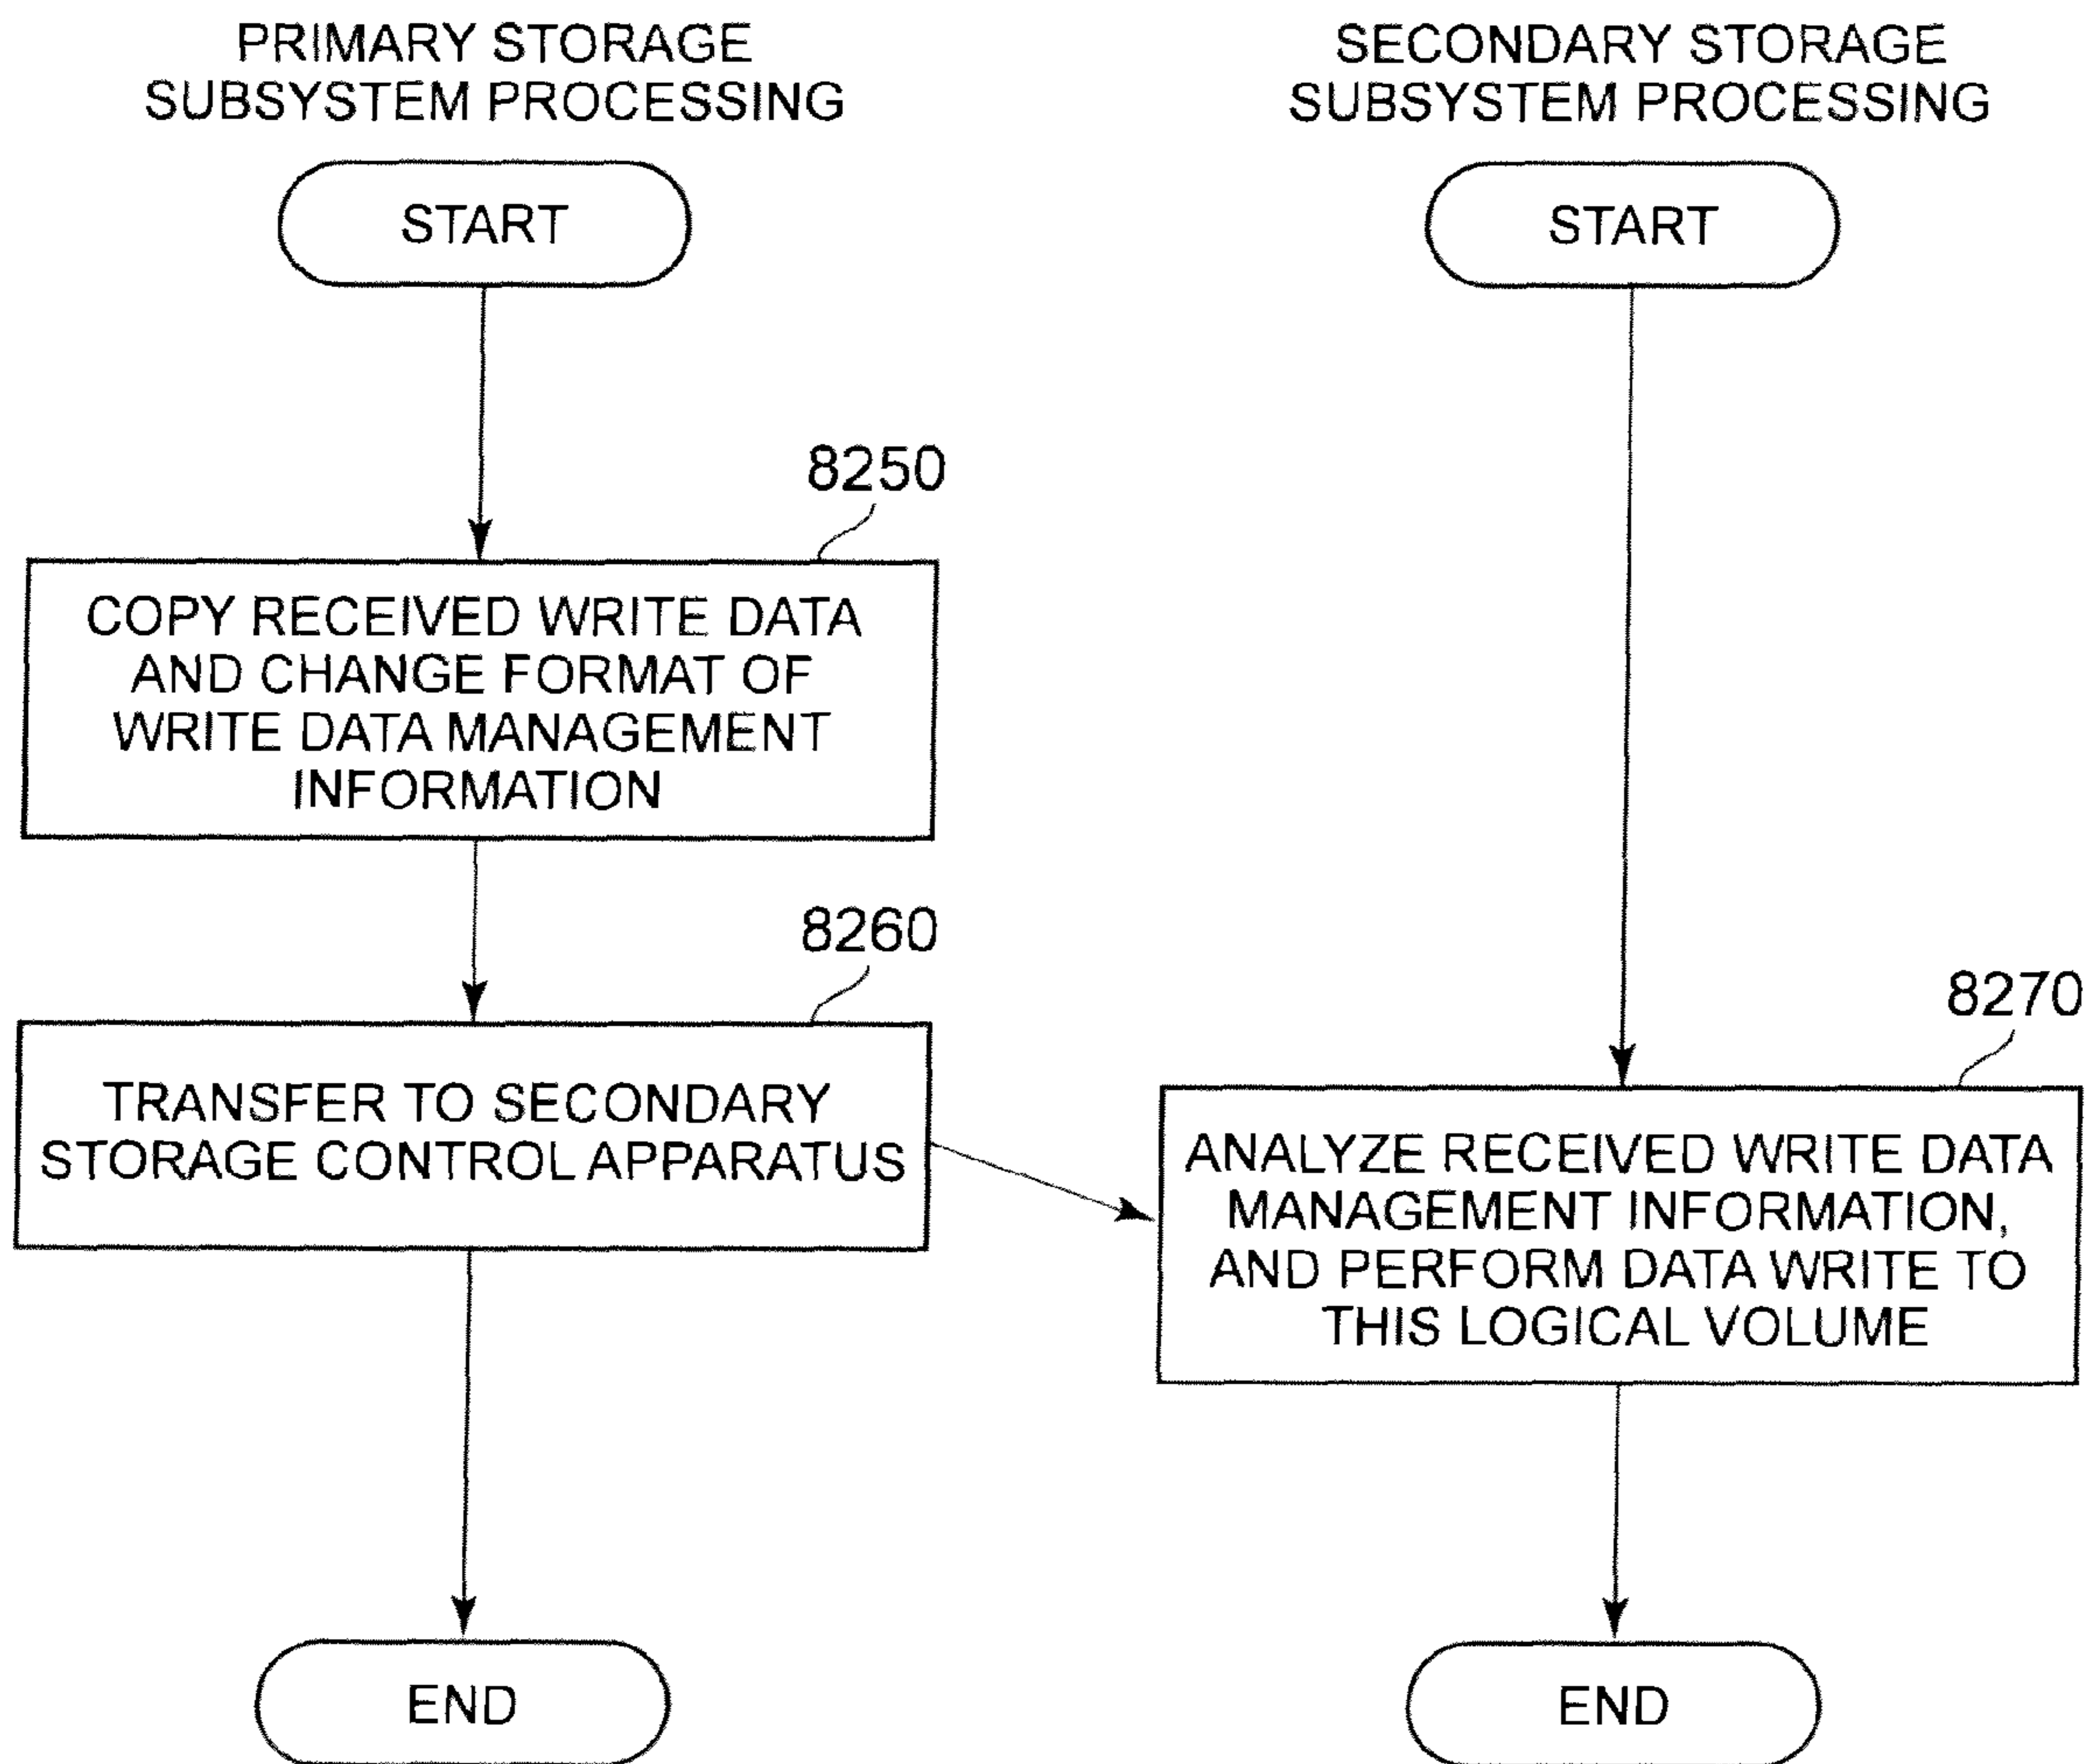 PRIMARY STORAGE
SUBSYSTEM PROCESSING
START
8250
COPY RECEIVED WRITE DATA
AND CHANGE FORMAT OF
WRITE DATA MANAGEMENT
INFORMATION
8260
TRANSFER TO SECONDARY
STORAGE CONTROL APPARATUS
END
SECONDARY STORAGE
SUBSYSTEM PROCESSING
START
8270
ANALYZE RECEIVED WRITE DATA
MANAGEMENT INFORMATION,
AND PERFORM DATA WRITE TO
THIS LOGICAL VOLUME
END